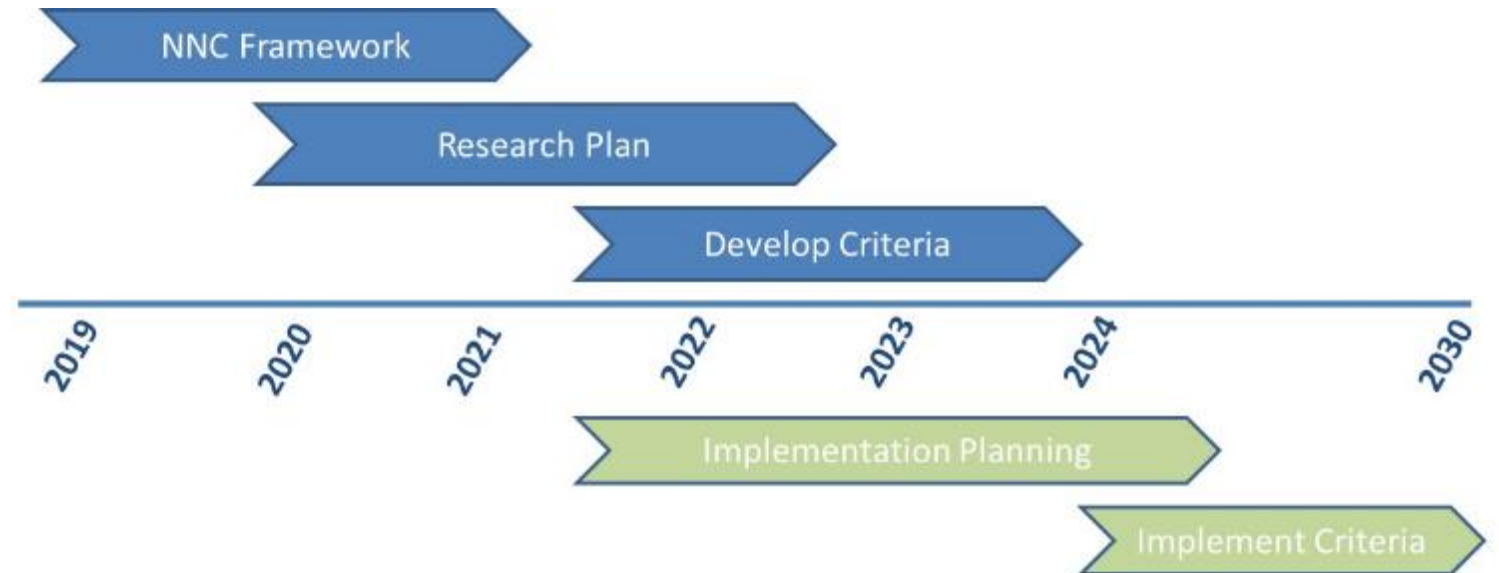 NNC Framework
Research Plan
Develop Criteria
2019
2020
2021
2022
2023
2024
2030
Implementation Planning
Implement Criteria